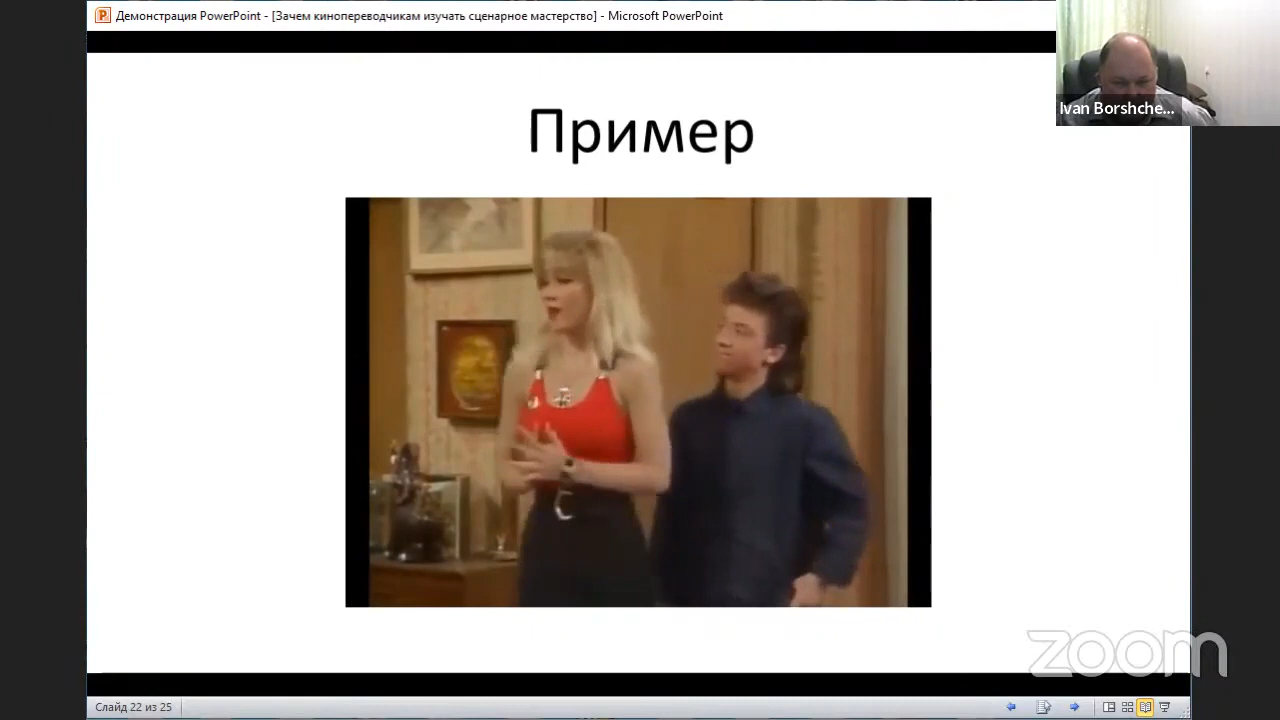 Демонстрация PowerPoint - [Зачем кинопереводчикам изучать сценарное мастерство] - Microsoft PowerPoint
Ivan Borshche...
Пример
zoom
Слайд 22 из 25